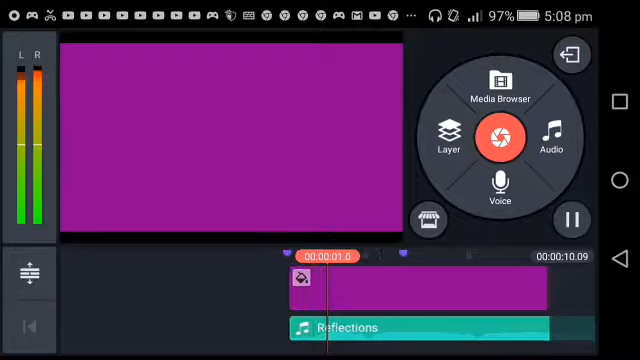 97% 5:08 pm
L R
Media Browser
Layer
Audio
Voice
00:00:01.0
00:00:10.09
Reflections